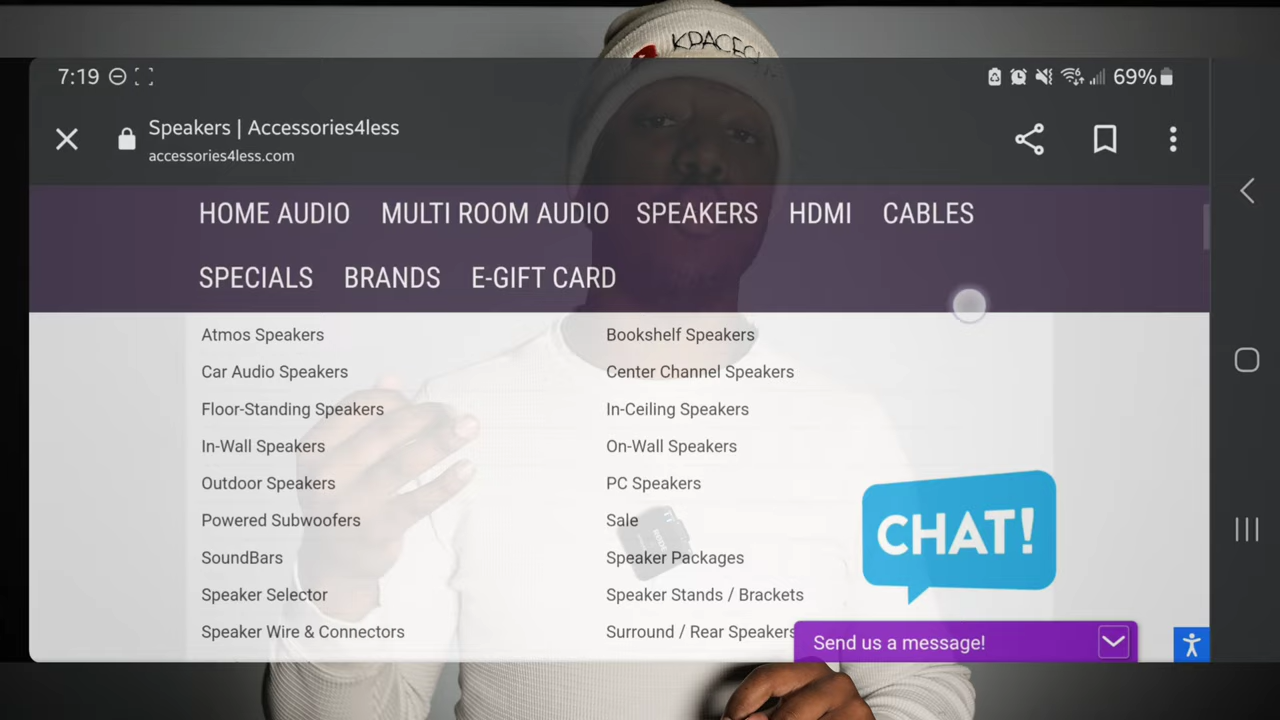 7:19
69%
Speakers | Accessories4less
accessories4less.com
HOME AUDIO MULTI ROOM AUDIO SPEAKERS HDMI CABLES
SPECIALS BRANDS E-GIFT CARD
Atmos Speakers Bookshelf Speakers
Car Audio Speakers Center Channel Speakers
Floor-Standing Speakers In-Ceiling Speakers
In-Wall Speakers On-Wall Speakers
Outdoor Speakers PC Speakers
Powered Subwoofers Sale
SoundBars Speaker Packages
Speaker Selector Speaker Stands / Brackets
Speaker Wire & Connectors Surround / Rear Speakers
CHAT!
Send us a message!